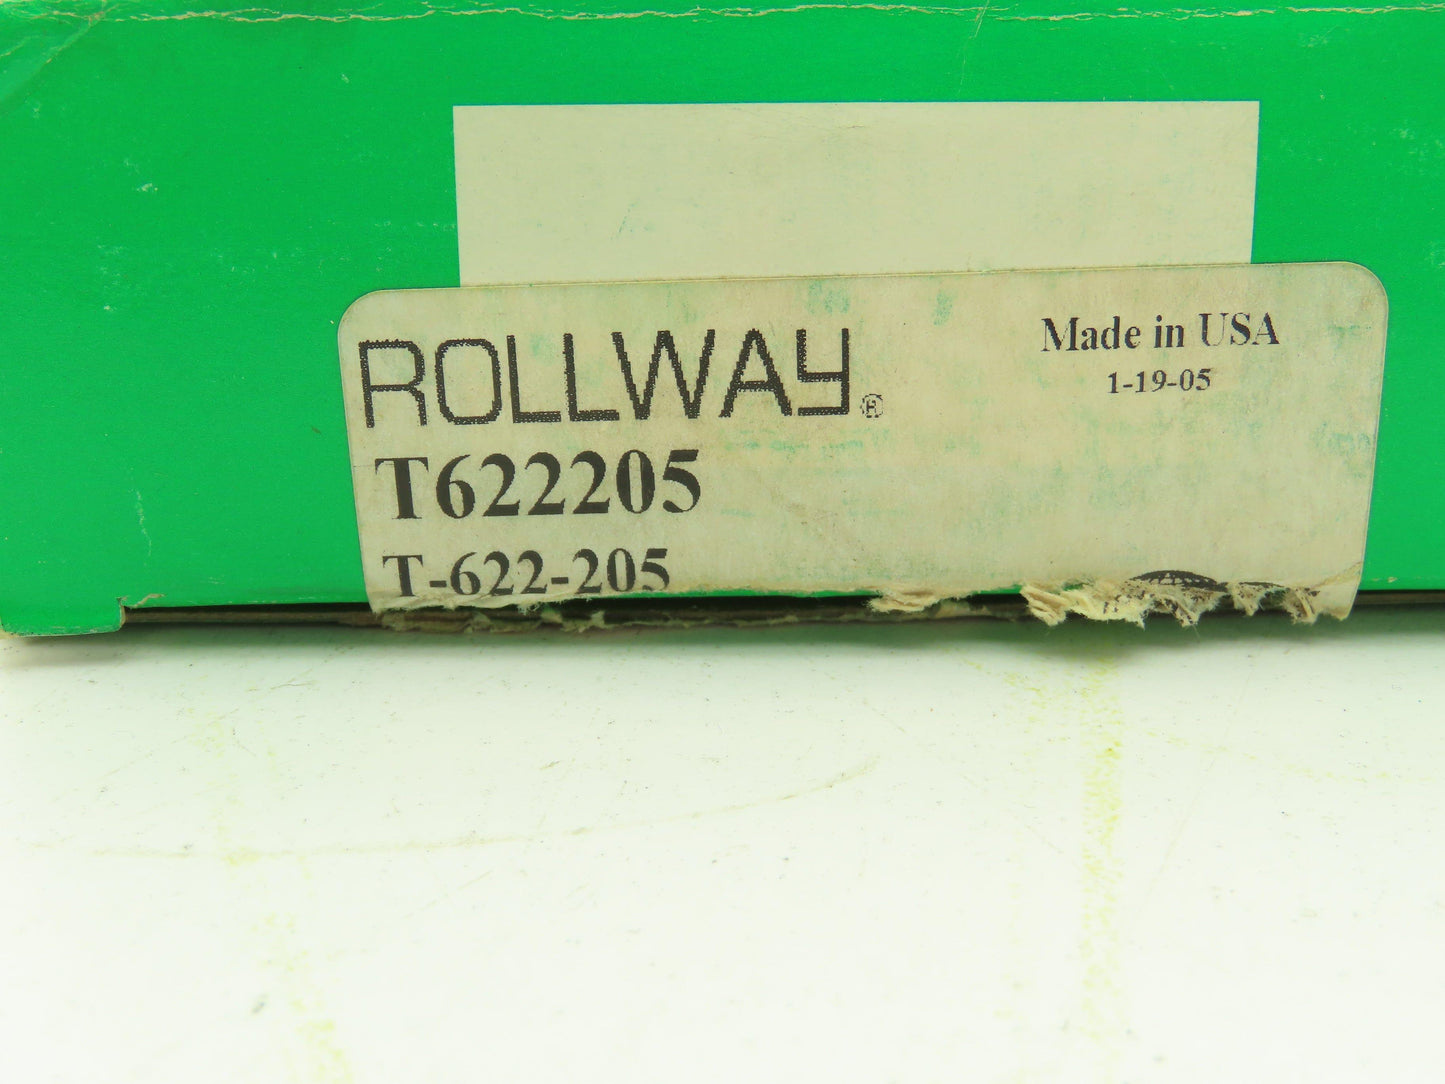 ROLLWAY®
Made in USA
1-19-05
T622205
T-622-205